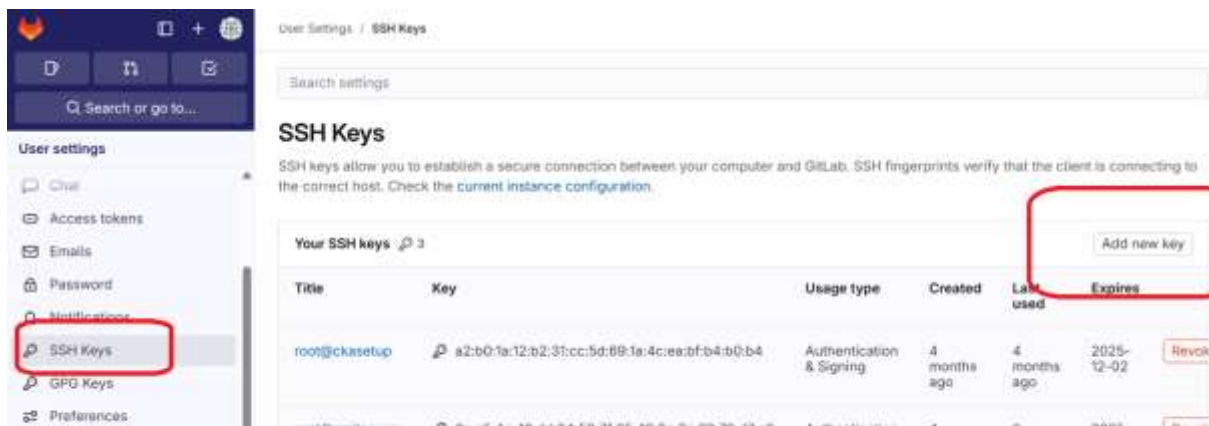 User Settings / SSH Keys
Search or go to...
Search settings
User settings
SSH Keys
SSH keys allow you to establish a secure connection between your computer and GitLab. SSH fingerprints verify that the client is connecting to
the correct host. Check the current instance configuration.
Chat
Access tokens
Emails
Password
Notifications
SSH Keys
GPG Keys
Preferences
Your SSH keys 3
Add new key
Title Key Usage type Created Last used Expires
root@ckasetup a2:b0:1a:12:b2:31:cc:5d:69:1a:4c:ea:bf:b4:b0:b4 Authentication & Signing 4 months ago 4 months ago 2025-12-02 Revok